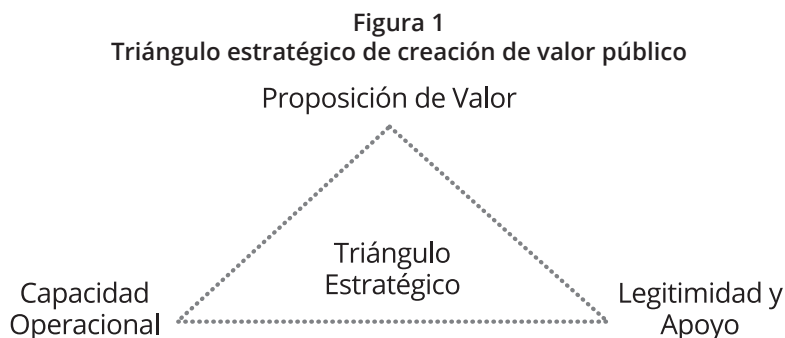 Figura 1
Triángulo estratégico de creación de valor público
Proposición de Valor
Triángulo
Estratégico
Capacidad
Operacional
Legitimidad y
Apoyo